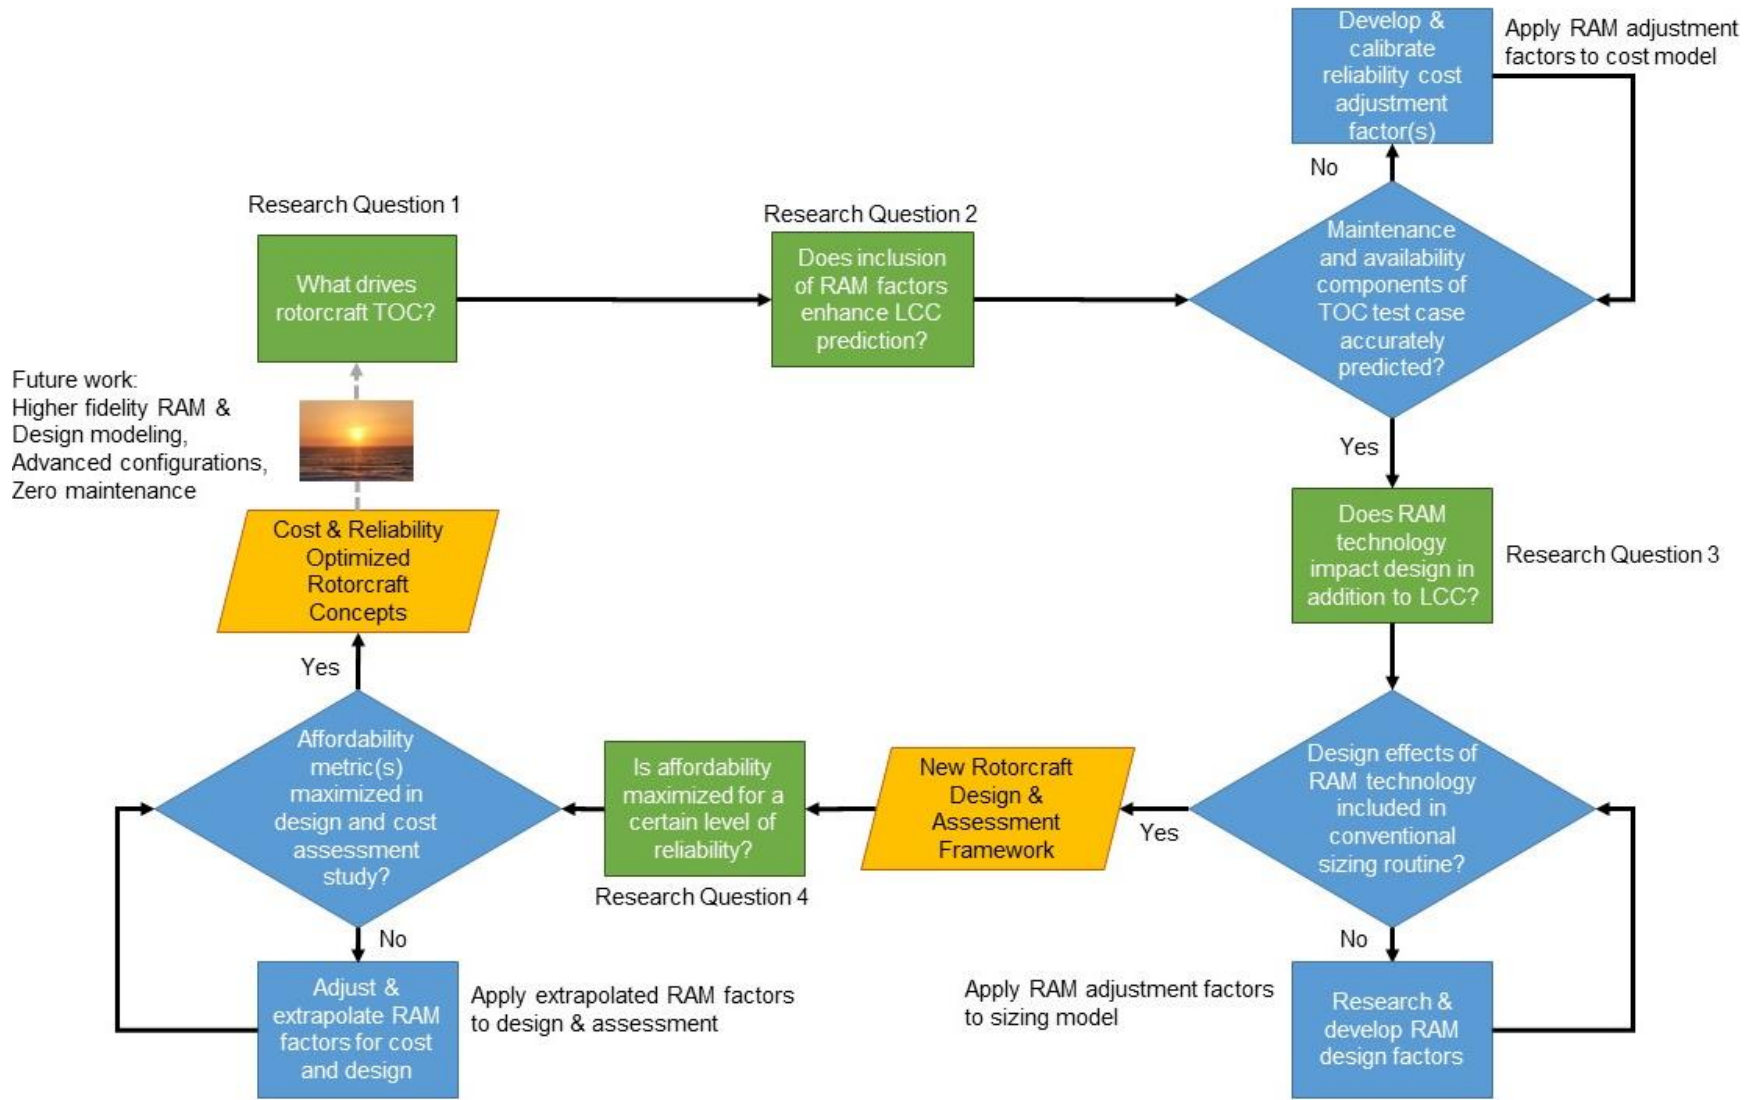 Research Question 1
What drives
rotorcraft TOC?
Research Question 2
Does inclusion
of RAM factors
enhance LCC
prediction?
Develop &
calibrate
reliability cost
adjustment
factor(s)
Apply RAM adjustment
factors to cost model
No
Maintenance
and availability
components of
TOC test case
accurately
predicted?
Yes
Does RAM
technology
impact design in
addition to LCC?
Research Question 3
Design effects of
RAM technology
included in
conventional
sizing routine?
No
Research &
develop RAM
design factors
Apply RAM adjustment factors
to sizing model
Yes
New Rotorcraft
Design &
Assessment
Framework
Is affordability
maximized for a
certain level of
reliability?
Research Question 4
Affordability
metric(s)
maximized in
design and cost
assessment
study?
No
Adjust &
extrapolate RAM
factors for cost
and design
Apply extrapolated RAM factors
to design & assessment
Yes
Cost & Reliability
Optimized
Rotorcraft
Concepts
Future work:
Higher fidelity RAM &
Design modeling,
Advanced configurations,
Zero maintenance